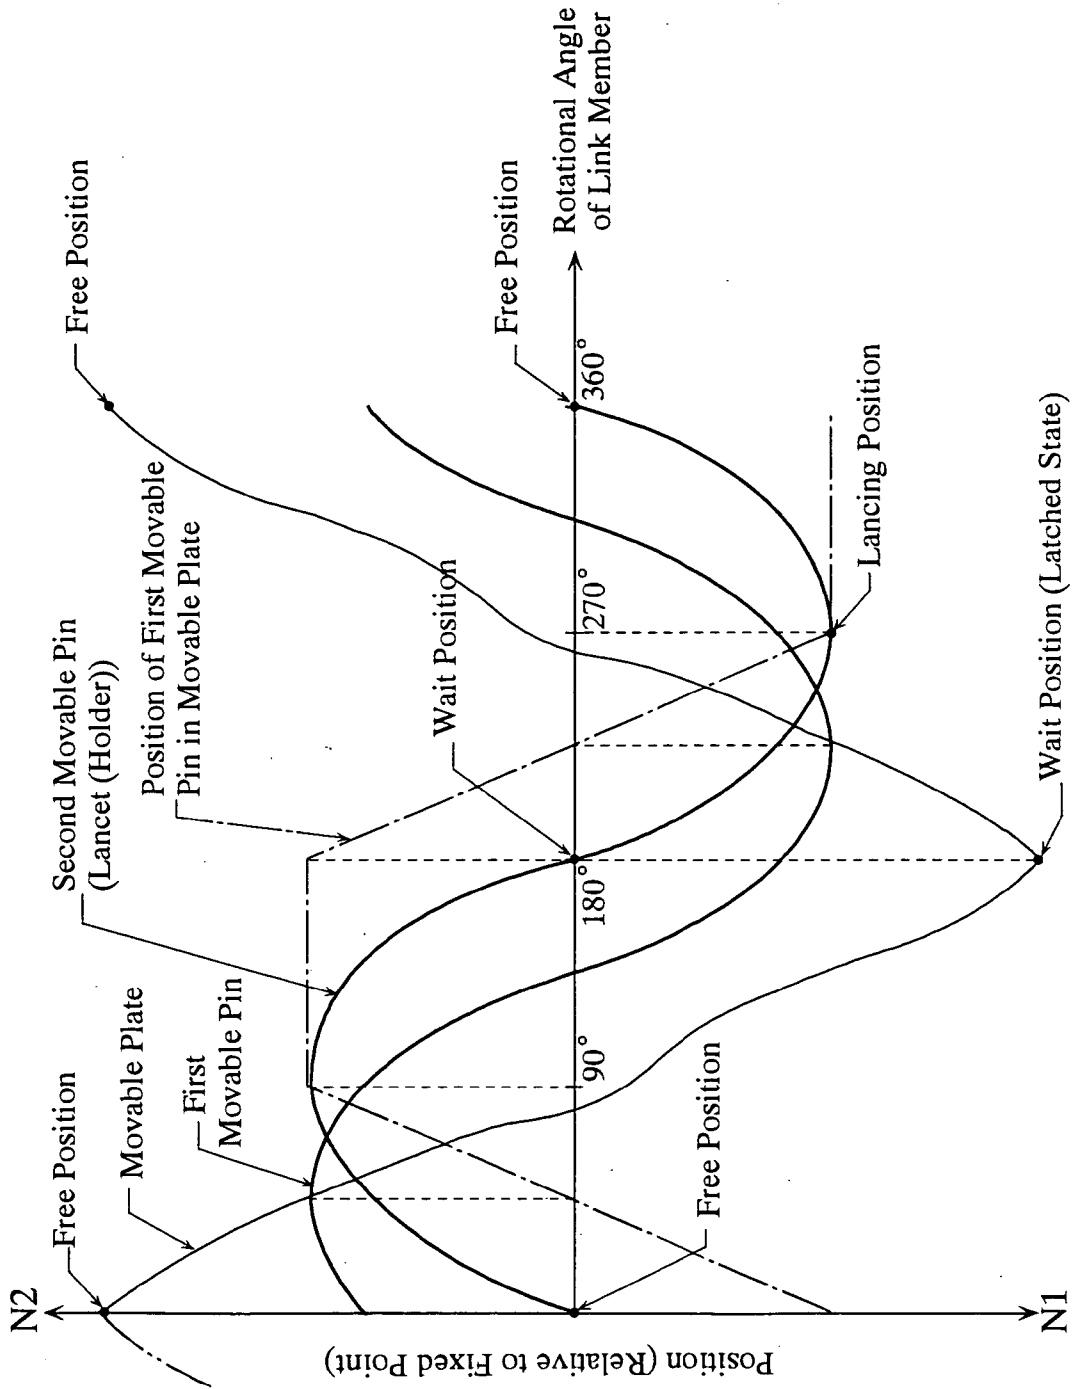 N2
Free Position
Movable Plate
First
Movable Pin
Second Movable Pin
(Lancet (Holder))
Position of First Movable
Pin in Movable Plate
Free Position
Wait Position
Free Position
90°
180°
270°
360°
Rotational Angle
of Link Member
Free Position
Lancing Position
Wait Position (Latched State)
N1
Position (Relative to Fixed Point)